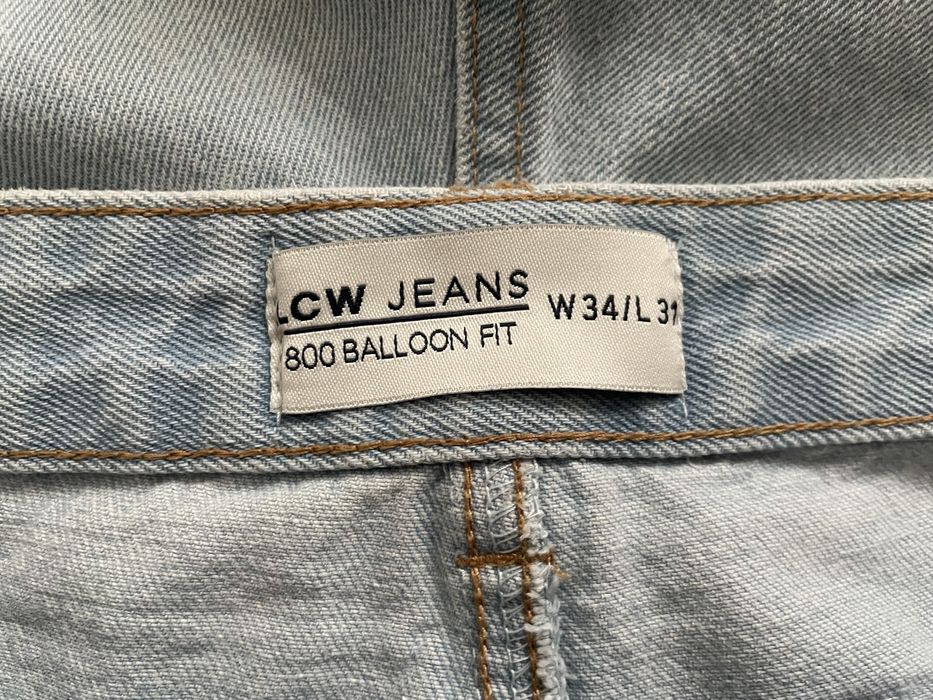 LCW JEANS
800 BALLOON FIT
W34/L 31